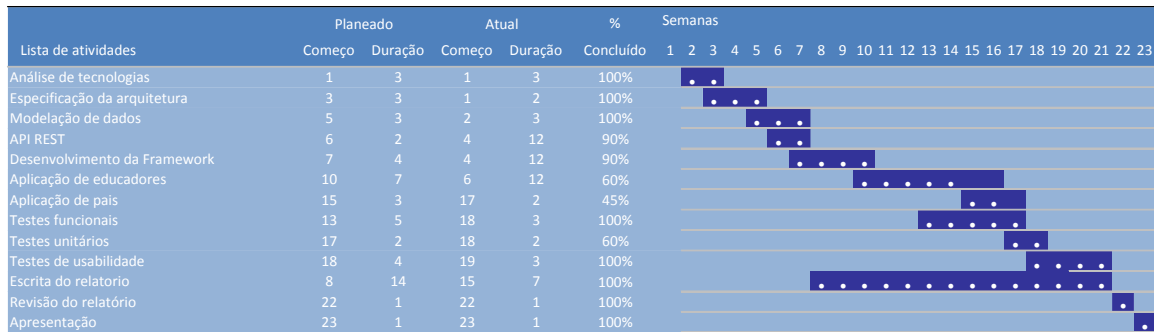 Planeado Atual % Semanas
Lista de atividades Começo Duração Começo Duração Concluído 1 2 3 4 5 6 7 8 9 10 11 12 13 14 15 16 17 18 19 20 21 22 23
Análise de tecnologias 1 3 1 3 100%
Especificação da arquitetura 3 3 1 2 100%
Modelação de dados 5 3 2 3 100%
API REST 6 2 4 12 90%
Desenvolvimento da Framework 7 4 4 12 90%
Aplicação de educadores 10 7 6 12 60%
Aplicação de pais 15 3 17 2 45%
Testes funcionais 13 5 18 3 100%
Testes unitários 17 2 18 2 60%
Testes de usabilidade 18 4 19 3 100%
Escrita do relatorio 8 14 15 7 100%
Revisão do relatório 22 1 22 1 100%
Apresentação 23 1 23 1 100%